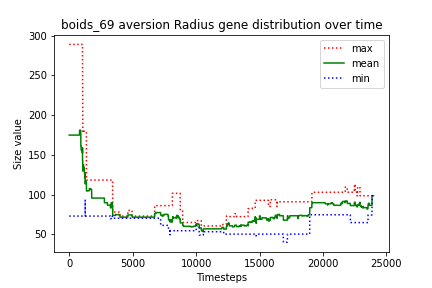 boids_69 aversion Radius gene distribution over time
max
mean
min
Size value
300
250
200
150
100
50
0
5000
10000
15000
20000
25000
Timesteps